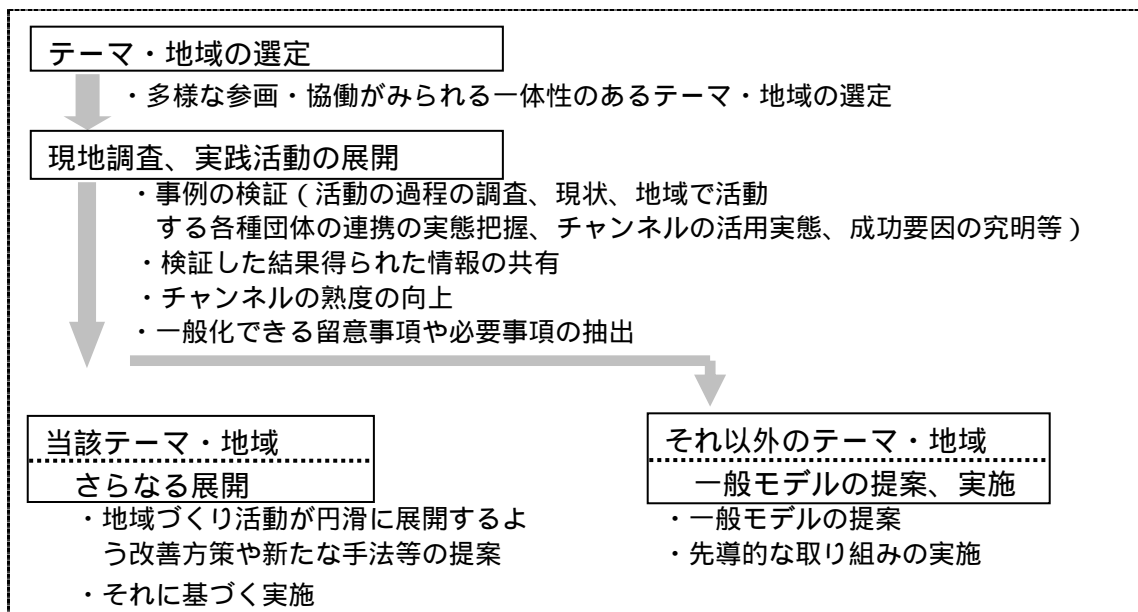 テーマ・地域の選定
・多様な参画・協働がみられる一体性のあるテーマ・地域の選定
現地調査、実践活動の展開
・事例の検証（活動の過程の調査、現状、地域で活動
する各種団体の連携の実態把握、チャンネルの活用実態、成功要因の究明等）
・検証した結果得られた情報の共有
・チャンネルの熟度の向上
・一般化できる留意事項や必要事項の抽出
当該テーマ・地域
さらなる展開
・地域づくり活動が円滑に展開するよ
う改善方策や新たな手法等の提案
・それに基づく実施
それ以外のテーマ・地域
一般モデルの提案、実施
・一般モデルの提案
・先導的な取り組みの実施